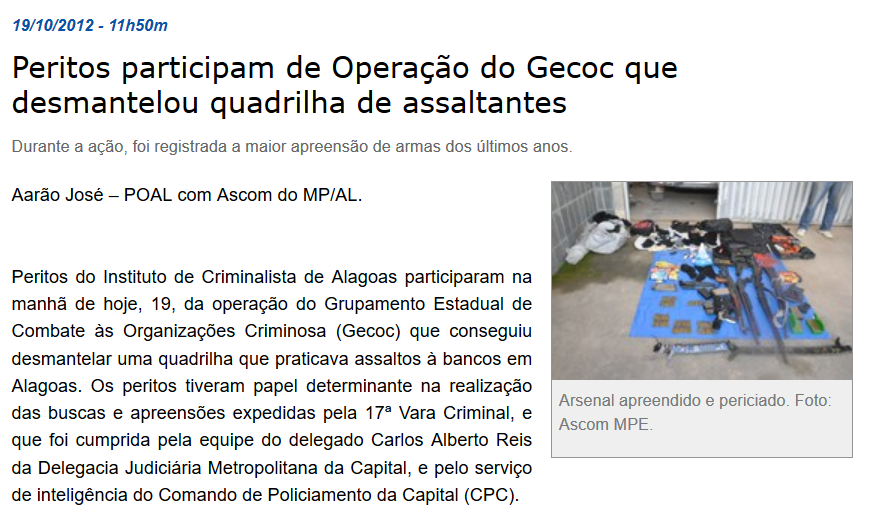 19/10/2012 - 11h50m
Peritos participam de Operação do Gecoc que
desmantelou quadrilha de assaltantes
Durante a ação, foi registrada a maior apreensão de armas dos últimos anos.
Aarão José – POAL com Ascom do MP/AL.
Peritos do Instituto de Criminalista de Alagoas participaram na
manhã de hoje, 19, da operação do Grupamento Estadual de
Combate às Organizações Criminosa (Gecoc) que conseguiu
desmantelar uma quadrilha que praticava assaltos à bancos em
Alagoas. Os peritos tiveram papel determinante na realização
das buscas e apreensões expedidas pela 17ª Vara Criminal, e
que foi cumprida pela equipe do delegado Carlos Alberto Reis
da Delegacia Judiciária Metropolitana da Capital, e pelo serviço
de inteligência do Comando de Policiamento da Capital (CPC).
Arsenal apreendido e periciado. Foto:
Ascom MPE.